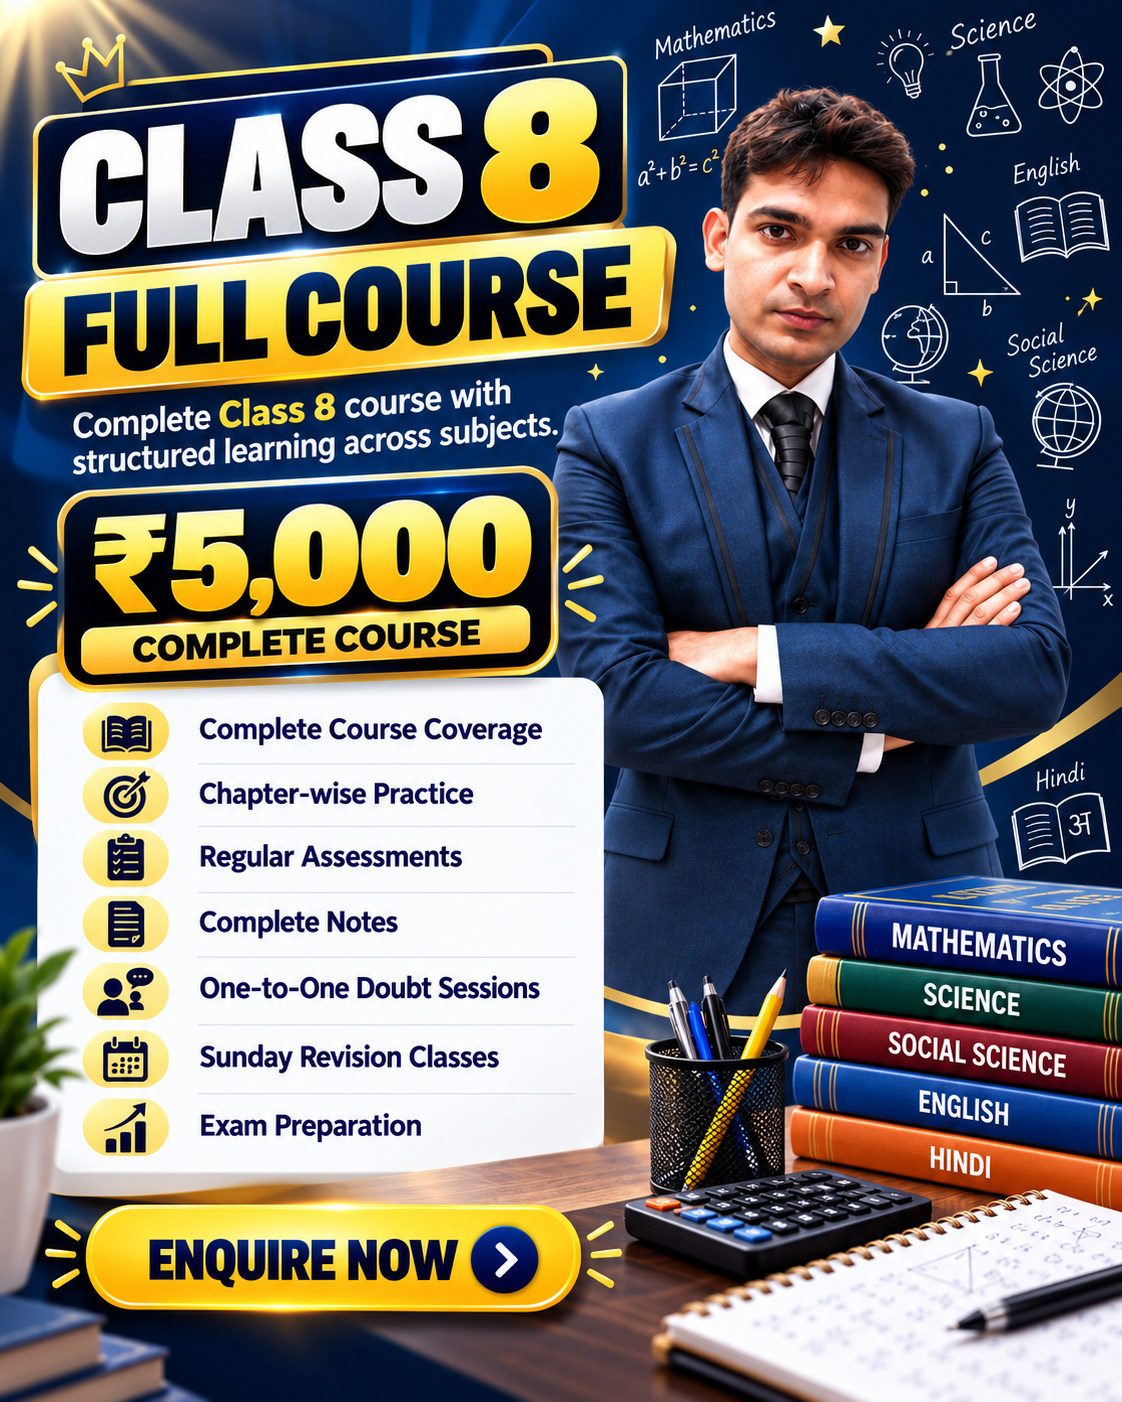 CLASS 8
FULL COURSE
Complete Class 8 course with
structured learning across subjects.
₹5,000
COMPLETE COURSE
Complete Course Coverage
Chapter-wise Practice
Regular Assessments
Complete Notes
One-to-One Doubt Sessions
Sunday Revision Classes
Exam Preparation
ENQUIRE NOW
Mathematics
a²+b²=c²
Science
English
a
c
b
Social
Science
y
x
Hindi
अ
MATHEMATICS
SCIENCE
SOCIAL SCIENCE
ENGLISH
HINDI